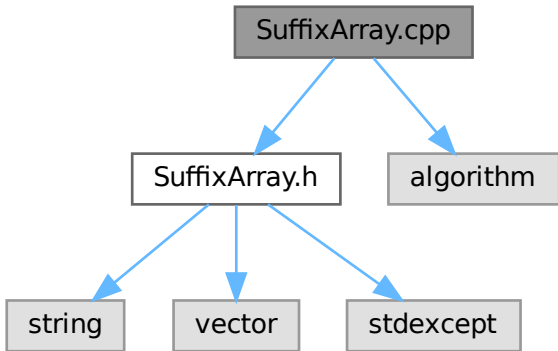 SuffixArray.cpp
SuffixArray.h
algorithm
string
vector
stdexcept